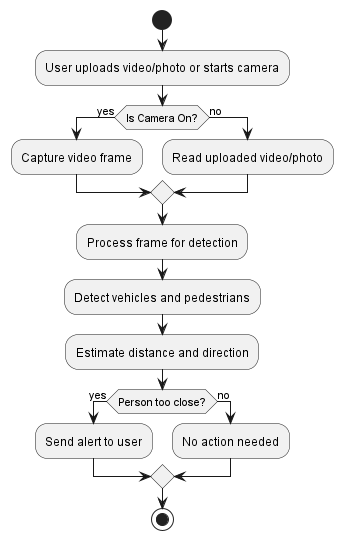 User uploads video/photo or starts camera
yes
Is Camera On?
no
Capture video frame
Read uploaded video/photo
Process frame for detection
Detect vehicles and pedestrians
Estimate distance and direction
yes
Person too close?
no
Send alert to user
No action needed